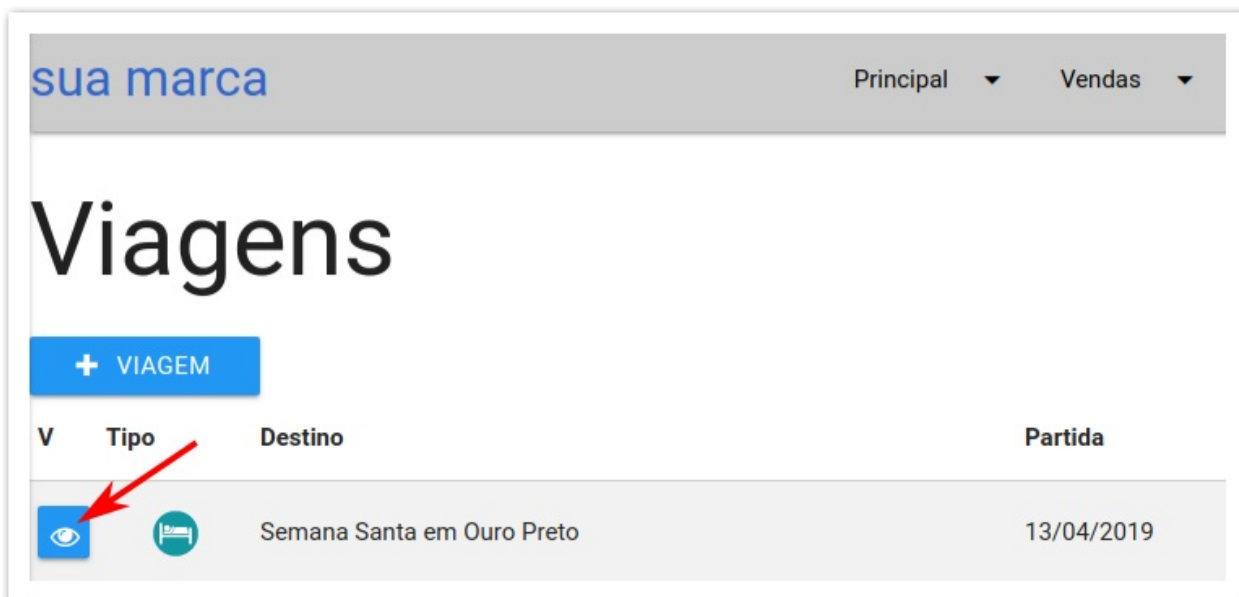 sua marca Principal Vendas
Viagens
VIAGEM
V Tipo Destino Partida
Semana Santa em Ouro Preto 13/04/2019